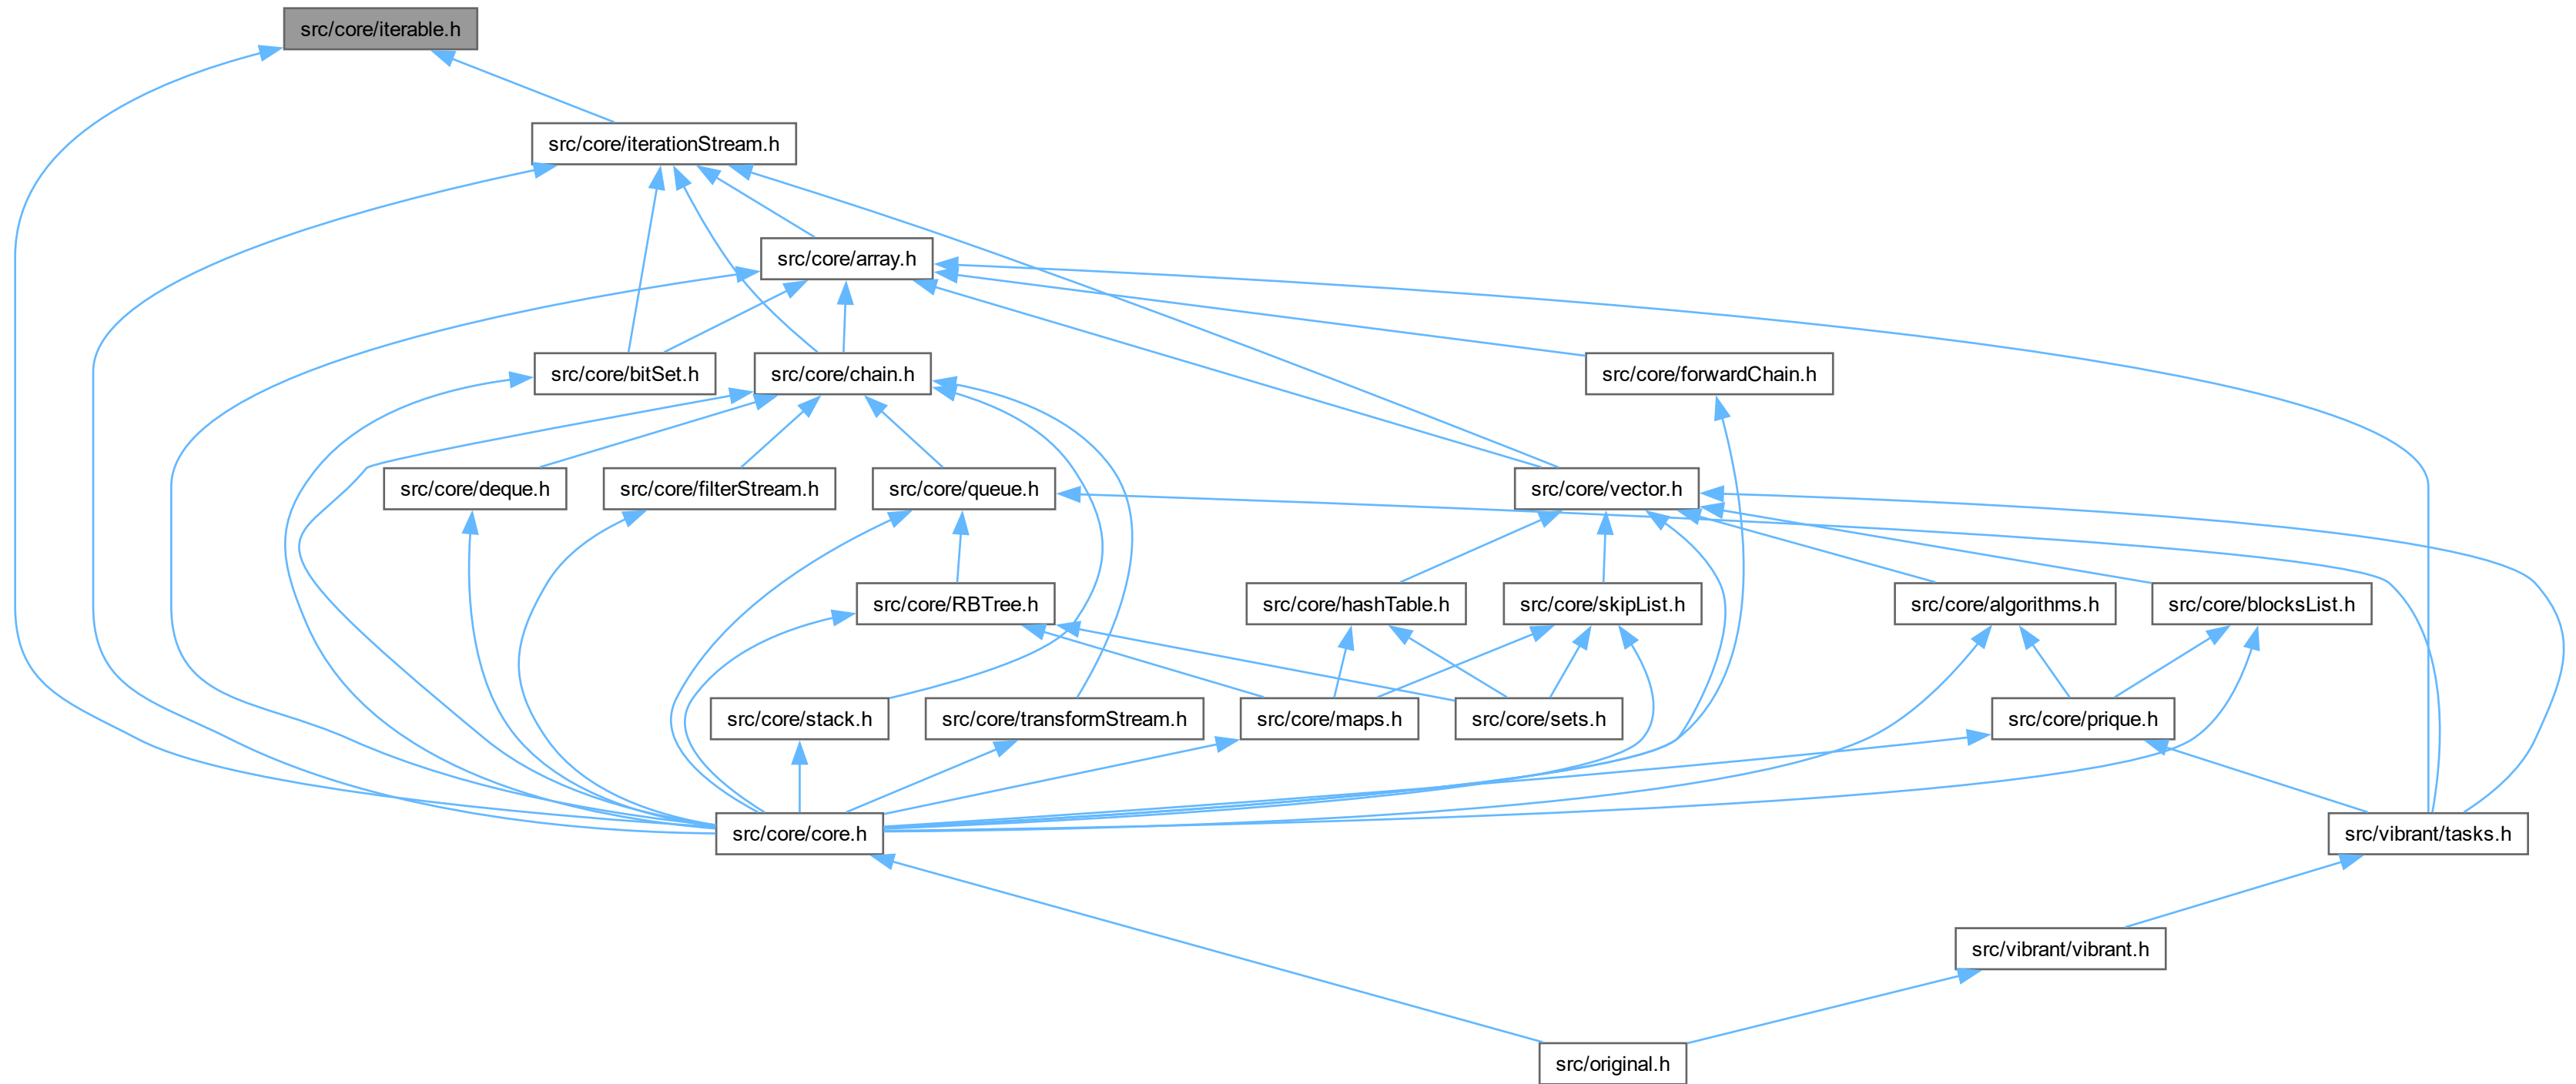 src/core/iterable.h
src/core/iterationStream.h
src/core/array.h
src/core/bitSet.h
src/core/chain.h
src/core/forwardChain.h
src/core/deque.h
src/core/filterStream.h
src/core/queue.h
src/core/vector.h
src/core/RBTree.h
src/core/hashTable.h
src/core/skipList.h
src/core/algorithms.h
src/core/blocksList.h
src/core/stack.h
src/core/transformStream.h
src/core/maps.h
src/core/sets.h
src/core/prique.h
src/core/core.h
src/vibrant/tasks.h
src/vibrant/vibrant.h
src/original.h